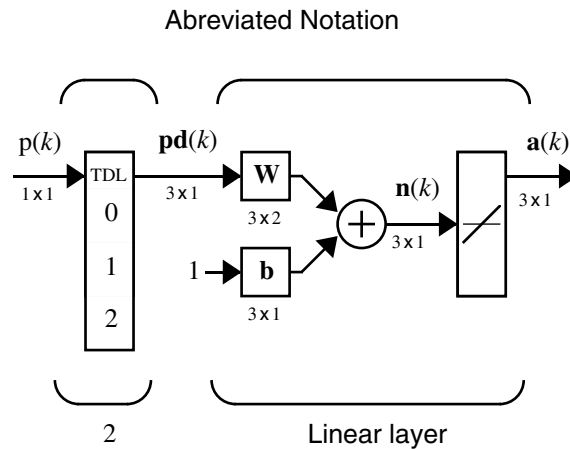 Abreviated Notation
p(k)
1 x 1
TDL
0
1
2
pd(k)
3 x 1
W
3 x 2
1
b
3 x 1
n(k)
3 x 1
a(k)
3 x 1
2
Linear layer